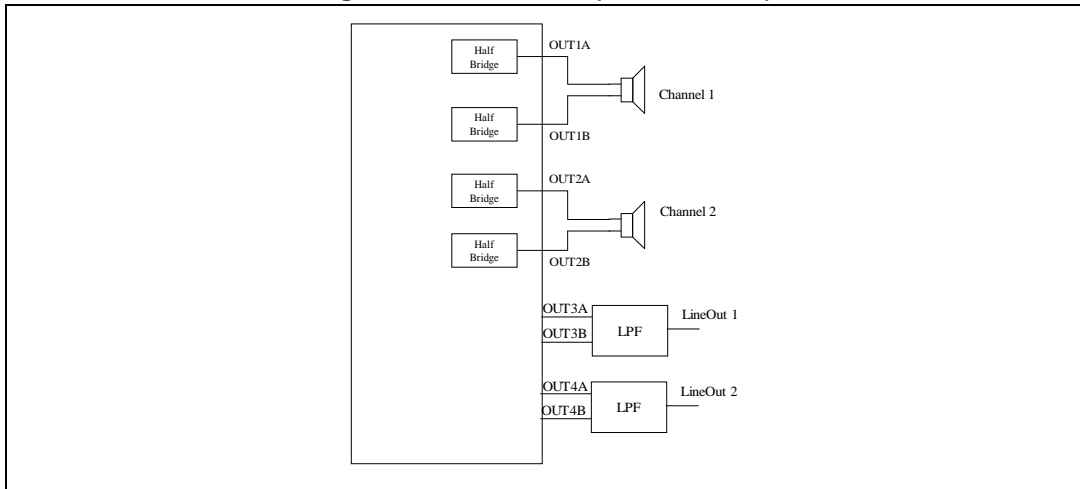 Half
Bridge
OUT1A
Channel 1
Half
Bridge
OUT1B
Half
Bridge
OUT2A
Channel 2
Half
Bridge
OUT2B
OUT3A
OUT3B
LPF
LineOut 1
OUT4A
OUT4B
LPF
LineOut 2